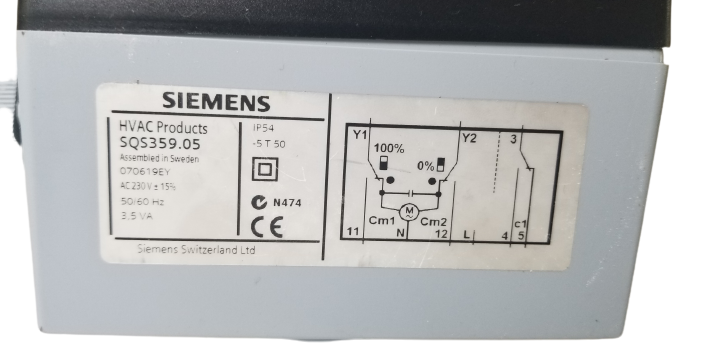 SIEMENS
HVAC Products
SQS359.05
Assembled in Sweden
070619EY
AC 230 V ± 15%
50/60 Hz
3.5 VA
IP54
-5 T 50
N474
CE
Siemens Switzerland Ltd
Y1
Y2
3
100%
0%
M
~
Cm1
Cm2
c1
11
N
12
L
4
5